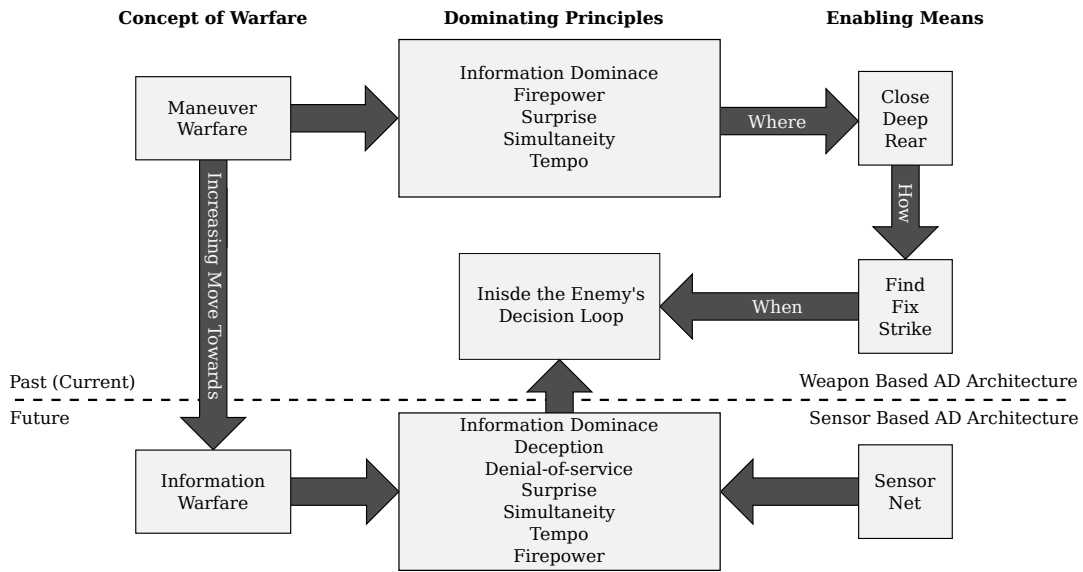 Concept of Warfare
Dominating Principles
Enabling Means
Maneuver
Warfare
Information Dominace
Firepower
Surprise
Simultaneity
Tempo
Where
Close
Deep
Rear
How
Increasing Move Towards
Inisde the Enemy's
Decision Loop
When
Find
Fix
Strike
Past (Current)
Weapon Based AD Architecture
Future
Sensor Based AD Architecture
Information
Warfare
Information Dominace
Deception
Denial-of-service
Surprise
Simultaneity
Tempo
Firepower
Sensor
Net